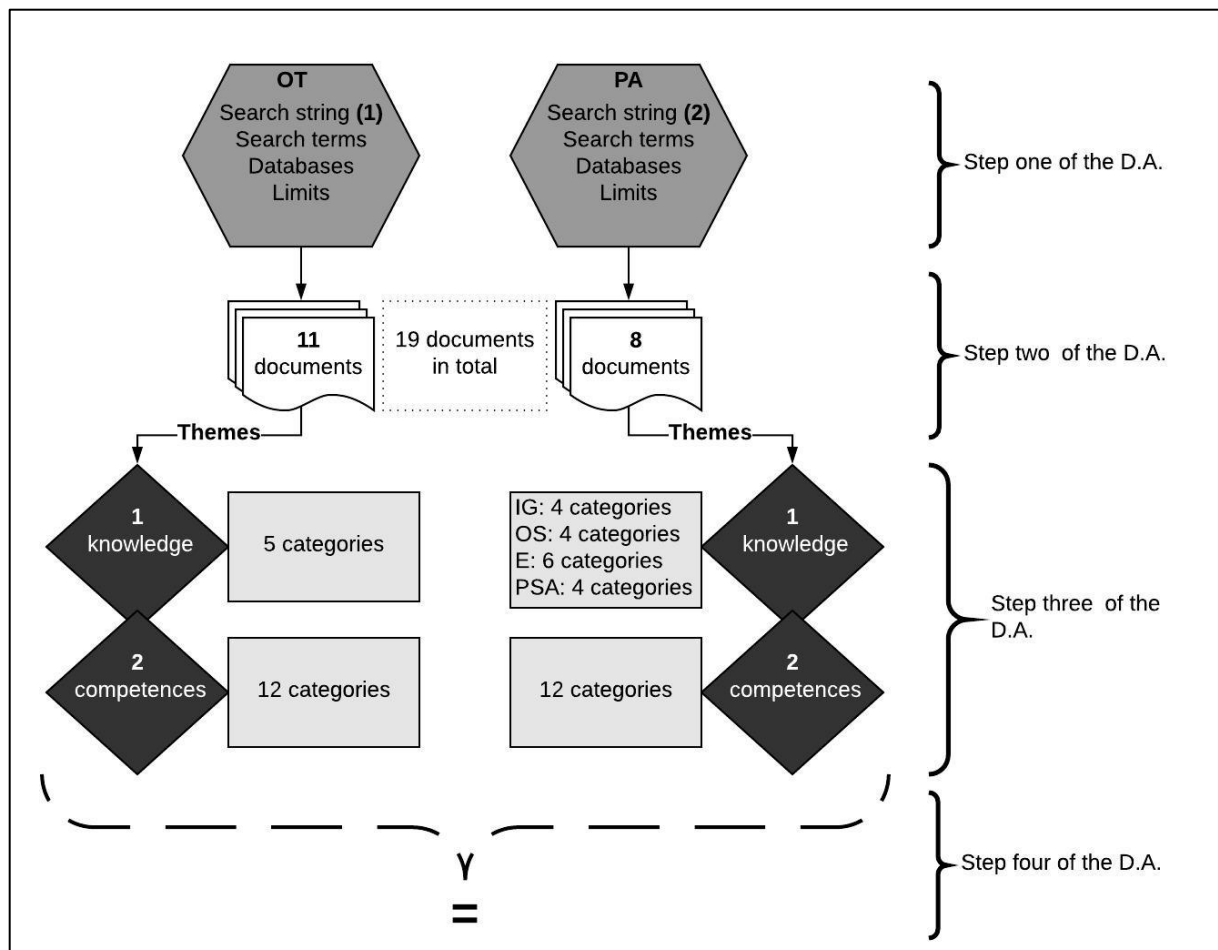 OT
Search string (1)
Search terms
Databases
Limits
PA
Search string (2)
Search terms
Databases
Limits
Step one of the D.A.
11
documents
19 documents
in total
8
documents
Step two of the D.A.
Themes
Themes
1
knowledge
5 categories
IG: 4 categories
OS: 4 categories
E: 6 categories
PSA: 4 categories
1
knowledge
2
competences
12 categories
12 categories
2
competences
Step three of the
D.A.
=
Step four of the D.A.